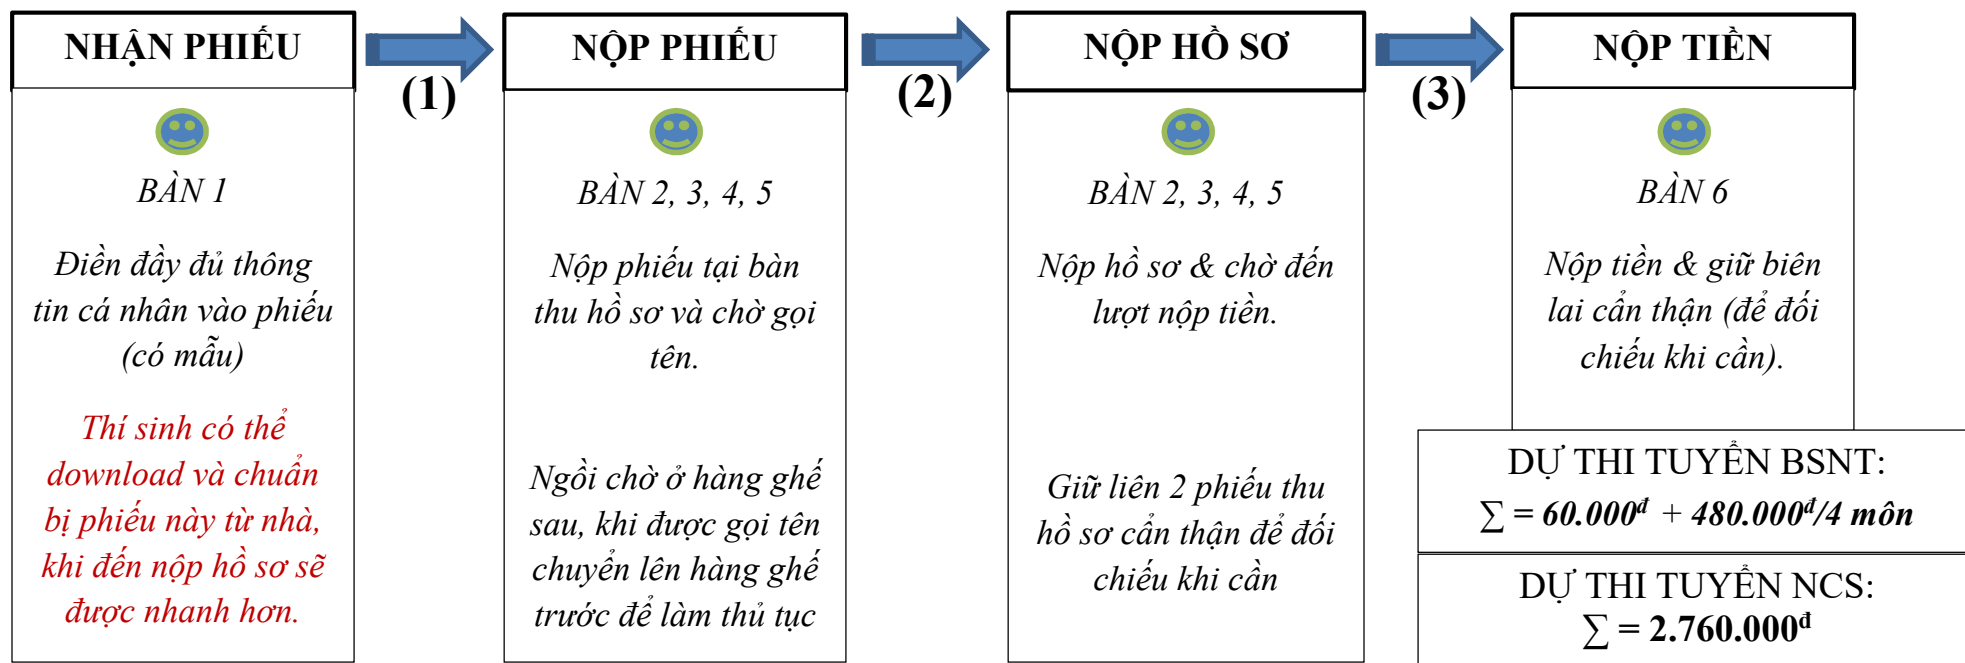 NHẬN PHIẾU
BÀN 1
Điền đầy đủ thông
tin cá nhân vào phiếu
(có mẫu)
Thí sinh có thể
download và chuẩn
bị phiếu này từ nhà,
khi đến nộp hồ sơ sẽ
được nhanh hơn.
(1)
NỘP PHIẾU
BÀN 2, 3, 4, 5
Nộp phiếu tại bàn
thu hồ sơ và chờ gọi
tên.
Ngồi chờ ở hàng ghế
sau, khi được gọi tên
chuyển lên hàng ghế
trước để làm thủ tục
(2)
NỘP HỒ SƠ
BÀN 2, 3, 4, 5
Nộp hồ sơ & chờ đến
lượt nộp tiền.
Giữ liên 2 phiếu thu
hồ sơ cẩn thận để đối
chiếu khi cần
(3)
NỘP TIỀN
BÀN 6
Nộp tiền & giữ biên
lai cẩn thận (để đối
chiếu khi cần).
DỰ THI TUYỂN BSNT:
∑ = 60.000đ + 480.000đ/4 môn
DỰ THI TUYỂN NCS:
∑ = 2.760.000đ